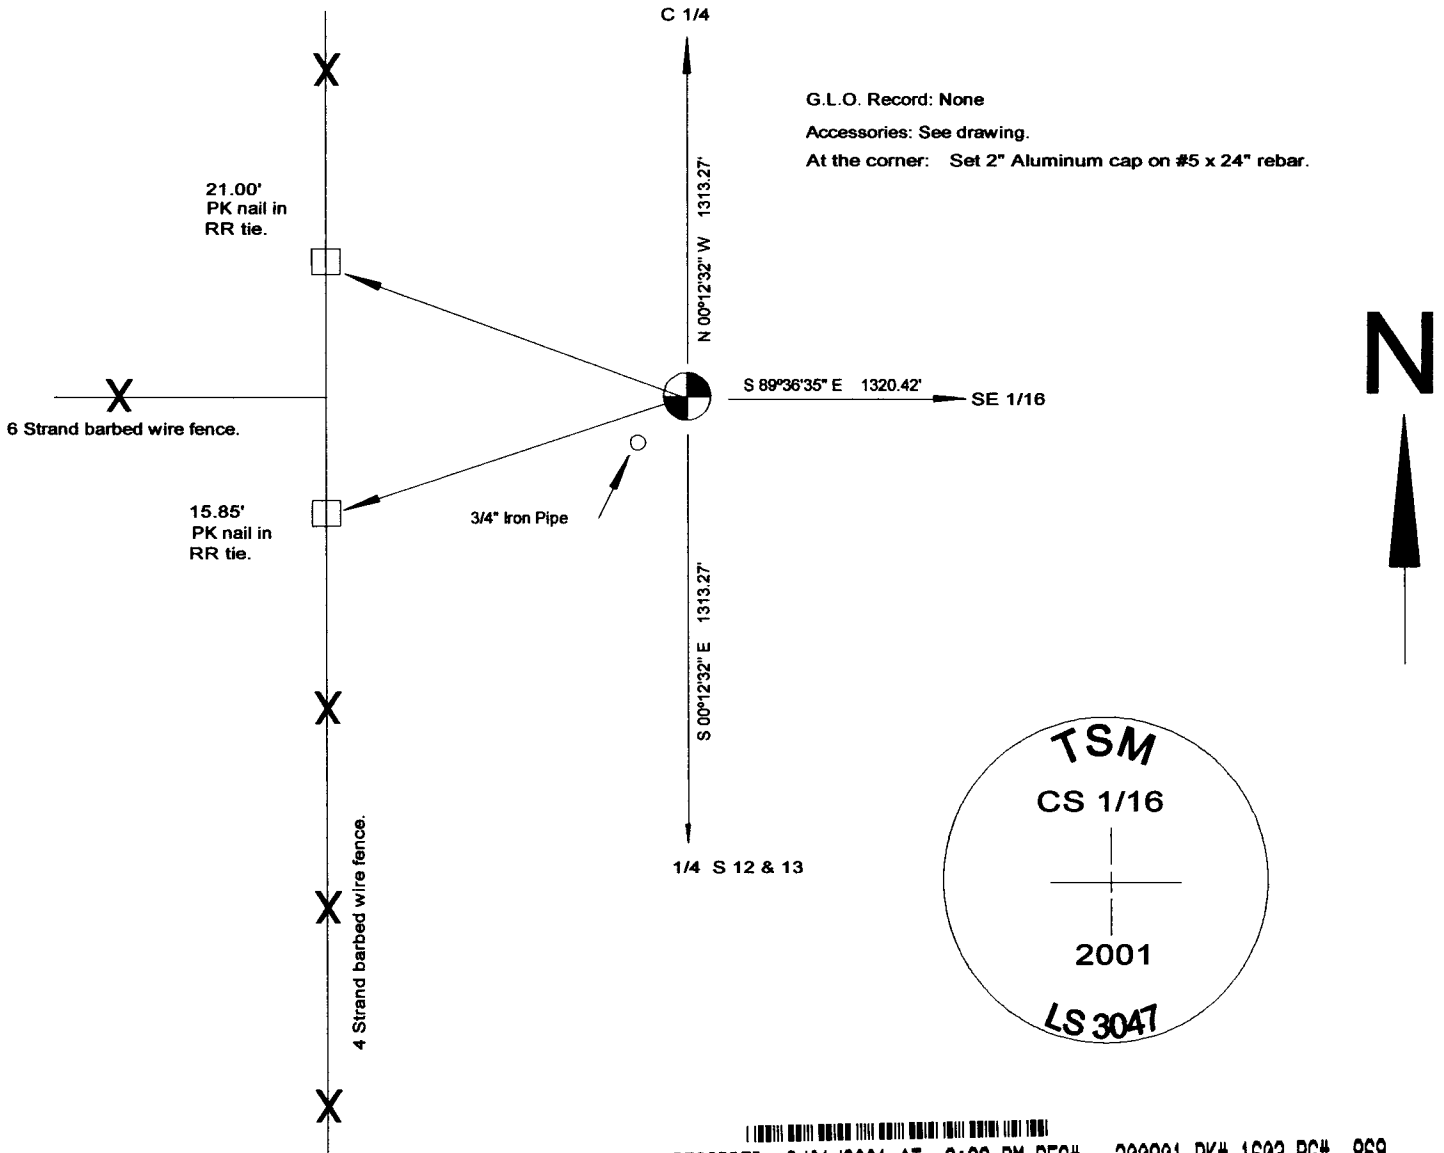 C 1/4
G.L.O. Record: None
Accessories: See drawing.
At the corner: Set 2" Aluminum cap on #5 x 24" rebar.
21.00'
PK nail in
RR tie.
N 00°12'32" W 1313.27'
N
S 89°36'35" E 1320.42'
SE 1/16
6 Strand barbed wire fence.
15.85'
PK nail in
RR tie.
3/4" Iron Pipe
S 00°12'32" E 1313.27'
1/4 S 12 & 13
4 Strand barbed wire fence.
TSM
CS 1/16
2001
LS 3047